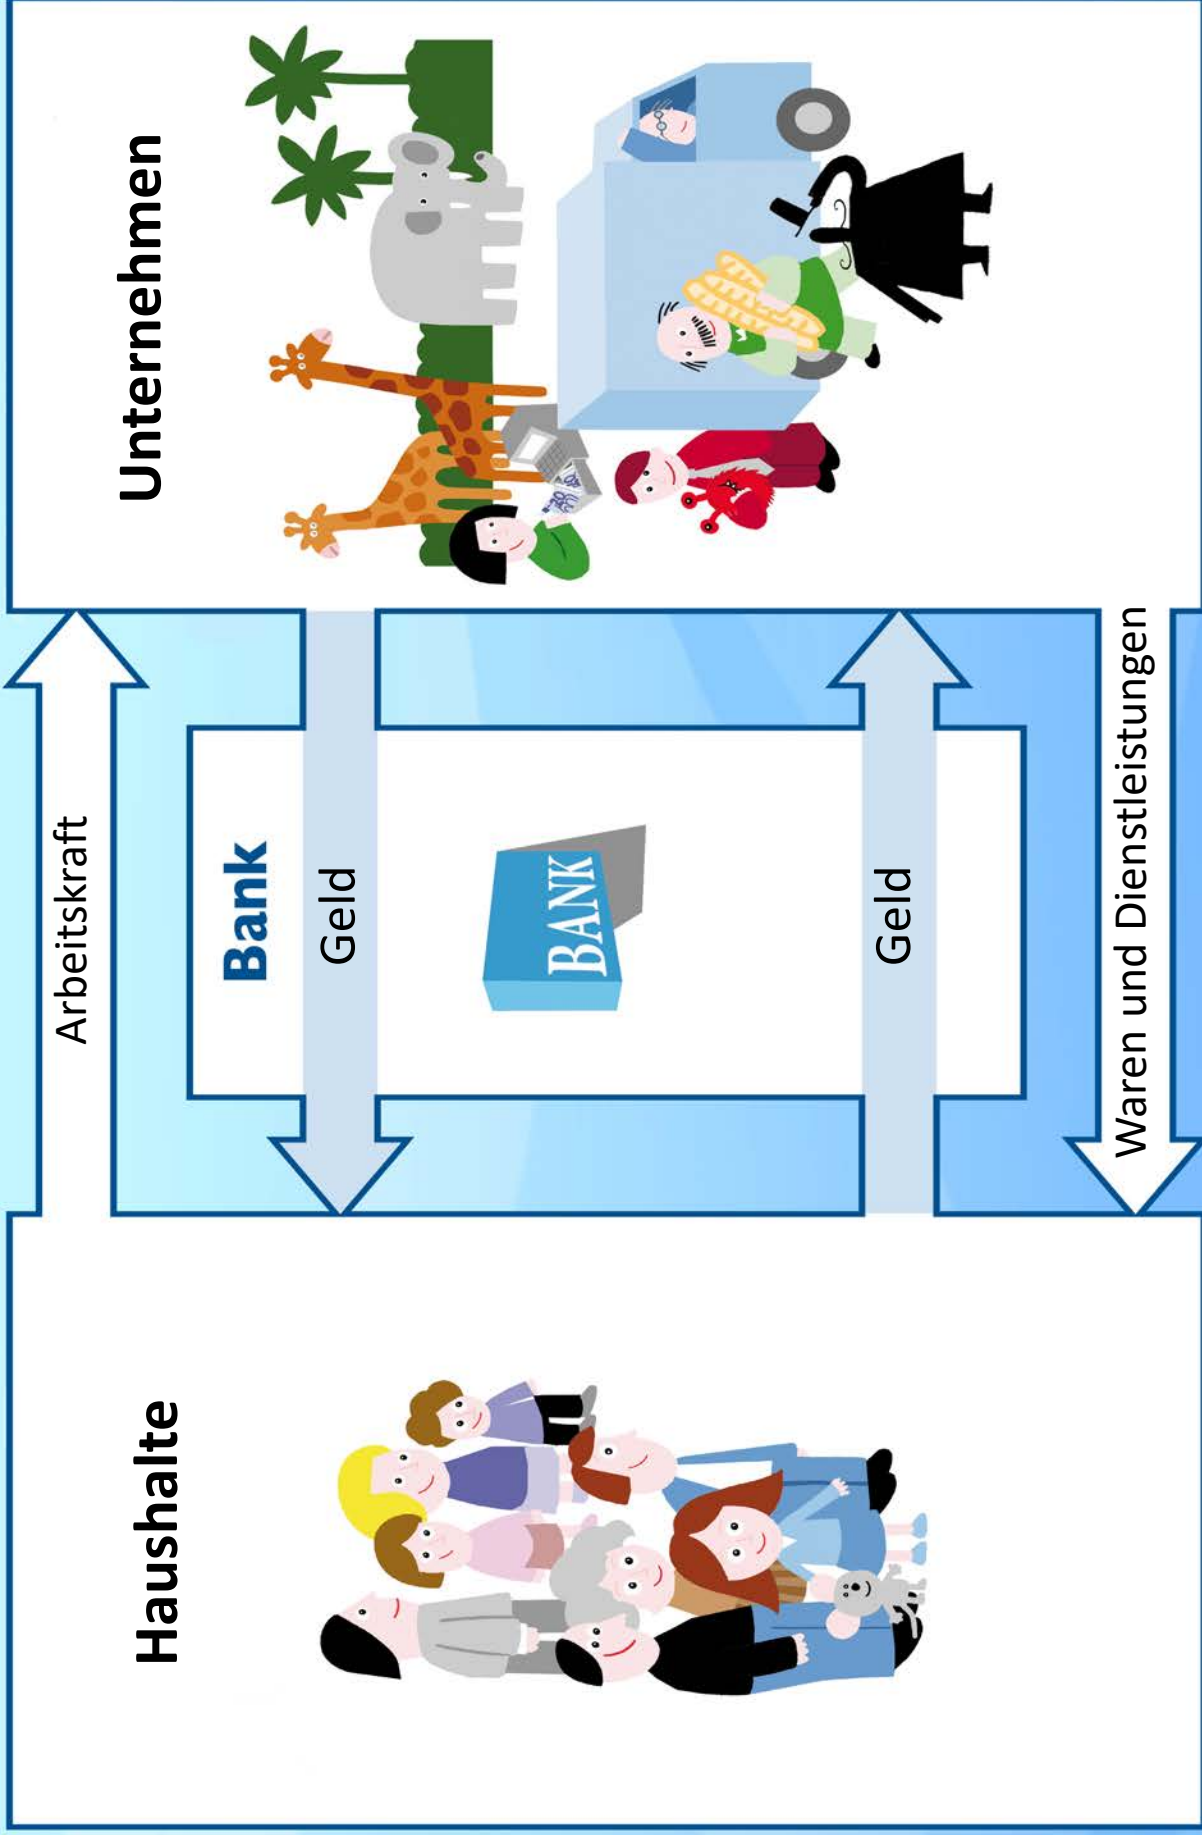 Haushalte
Arbeitskraft
Bank
Geld
BANK
Geld
Waren und Dienstleistungen
Unternehmen